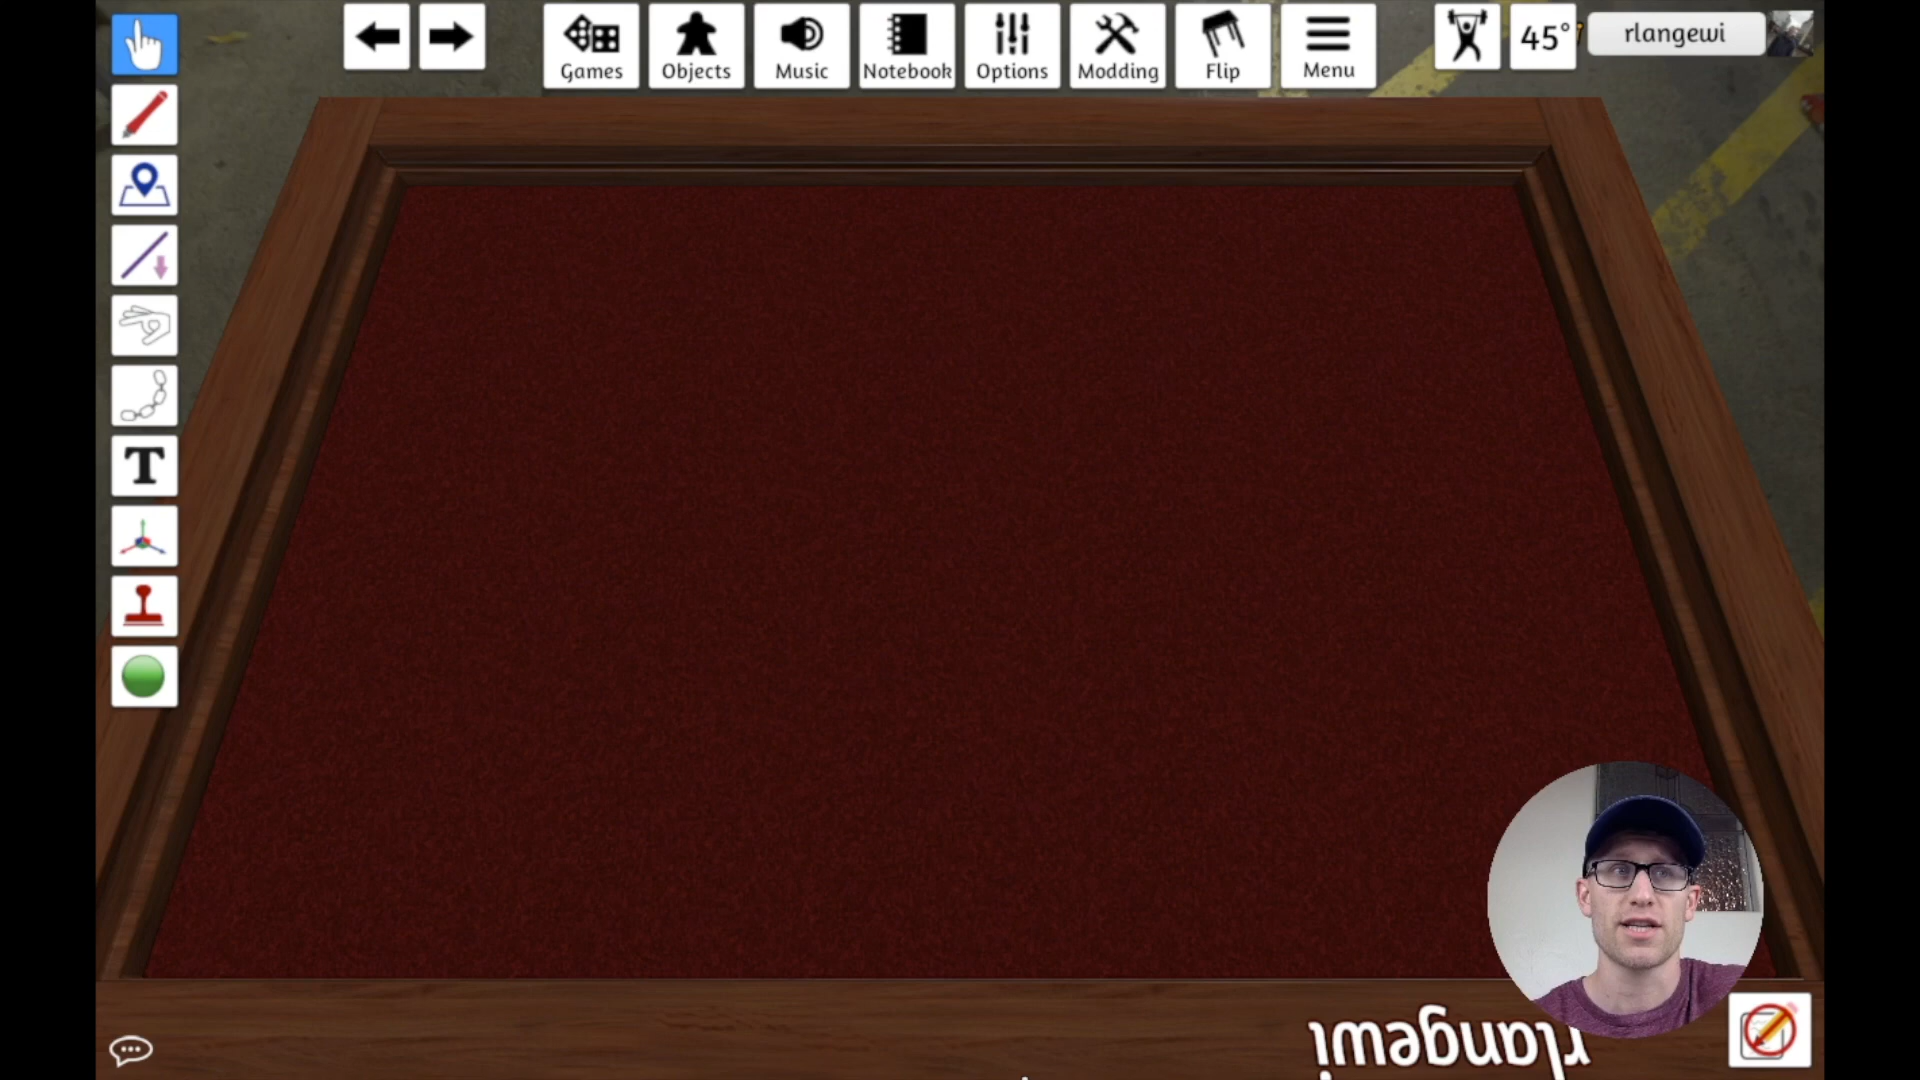 Games
Objects
Music
Notebook
Options
Modding
Flip
Menu
45°
rlangewi
T
rlangewi